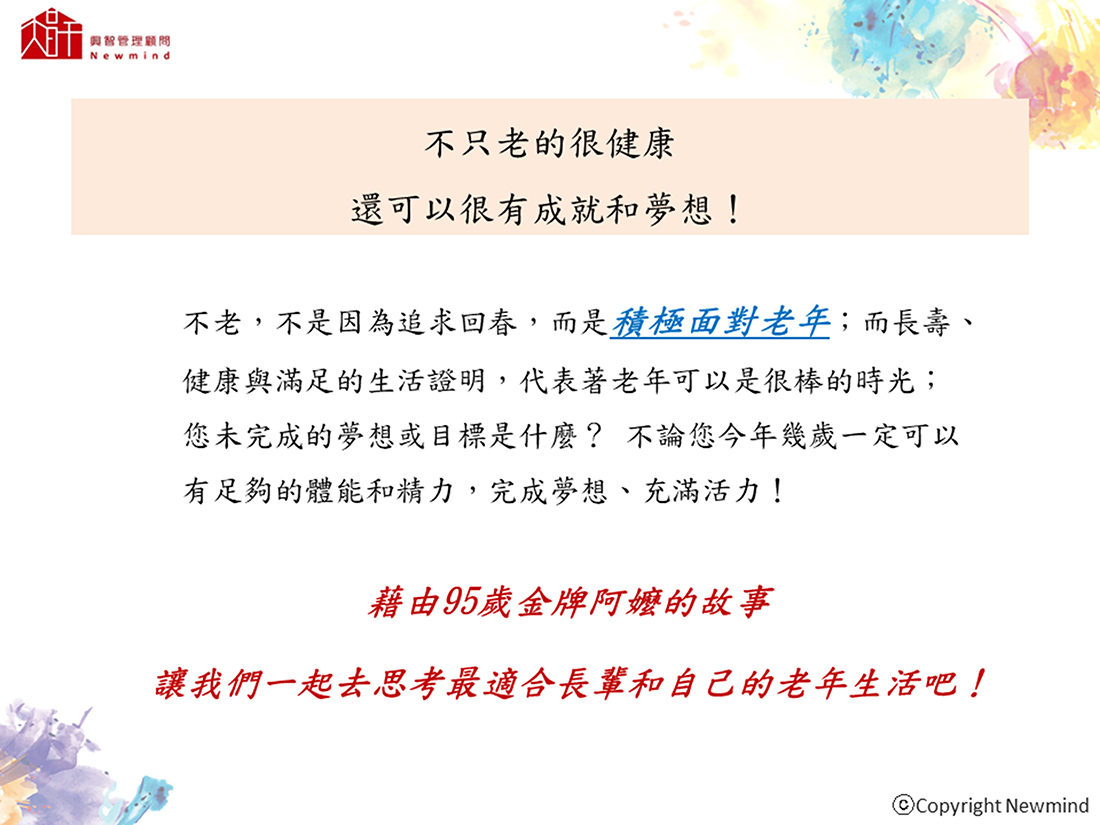 興智管理顧問
Newmind
不只老的很健康
還可以很有成就和夢想！
不老，不是因為追求回春，而是積極面對老年；而長壽、
健康與滿足的生活證明，代表著老年可以是很棒的時光；
您未完成的夢想或目標是什麼？ 不論您今年幾歲一定可以
有足夠的體能和精力，完成夢想、充滿活力！
藉由95歲金牌阿嬤的故事
讓我們一起去思考最適合長輩和自己的老年生活吧！
ⓒCopyright Newmind